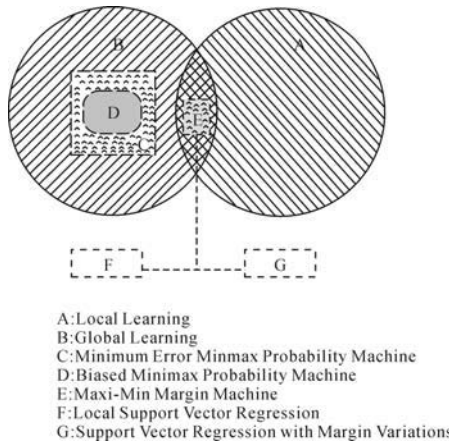 B A
D E
C
F G
A:Local Learning
B:Global Learning
C:Minimum Error Minmax Probability Machine
D:Biased Minimax Probability Machine
E:Maxi-Min Margin Machine
F:Local Support Vector Regression
G:Support Vector Regression with Margin Variations